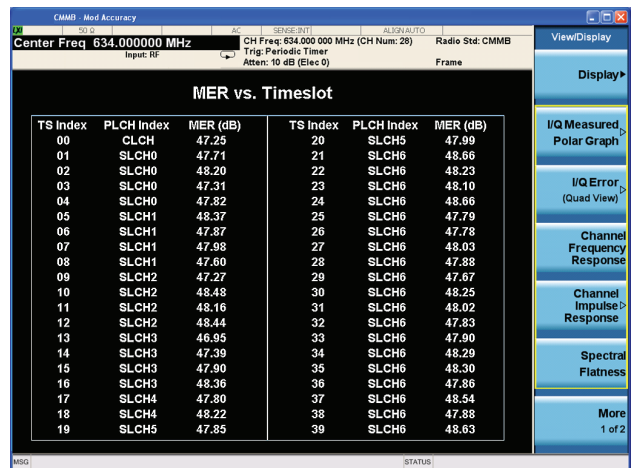 CMMB - Mod Accuracy
LXI 50 Ω AC SENSE:INT ALIGN AUTO
Center Freq 634.000000 MHz
Input: RF
CH Freq: 634.000 000 MHz (CH Num: 28)
Trig: Periodic Timer
Atten: 10 dB (Elec 0)
Radio Std: CMMB
Frame
MER vs. Timeslot
TS Index PLCH Index MER (dB) TS Index PLCH Index MER (dB)
00 CLCH 47.25 20 SLCH5 47.99
01 SLCH0 47.71 21 SLCH6 48.66
02 SLCH0 48.20 22 SLCH6 48.23
03 SLCH0 47.31 23 SLCH6 48.10
04 SLCH0 47.82 24 SLCH6 48.66
05 SLCH1 48.37 25 SLCH6 47.79
06 SLCH1 47.87 26 SLCH6 47.78
07 SLCH1 47.98 27 SLCH6 48.03
08 SLCH1 47.60 28 SLCH6 47.88
09 SLCH2 47.27 29 SLCH6 47.67
10 SLCH2 48.48 30 SLCH6 48.25
11 SLCH2 48.16 31 SLCH6 48.02
12 SLCH2 48.44 32 SLCH6 47.83
13 SLCH3 46.95 33 SLCH6 47.90
14 SLCH3 47.39 34 SLCH6 48.29
15 SLCH3 47.90 35 SLCH6 48.30
16 SLCH3 48.36 36 SLCH6 47.86
17 SLCH4 47.80 37 SLCH6 48.54
18 SLCH4 48.22 38 SLCH6 47.88
19 SLCH5 47.85 39 SLCH6 48.63
View/Display
Display
I/Q Measured
Polar Graph
I/Q Error
(Quad View)
Channel
Frequency
Response
Channel
Impulse
Response
Spectral
Flatness
More
1 of 2
MSG STATUS